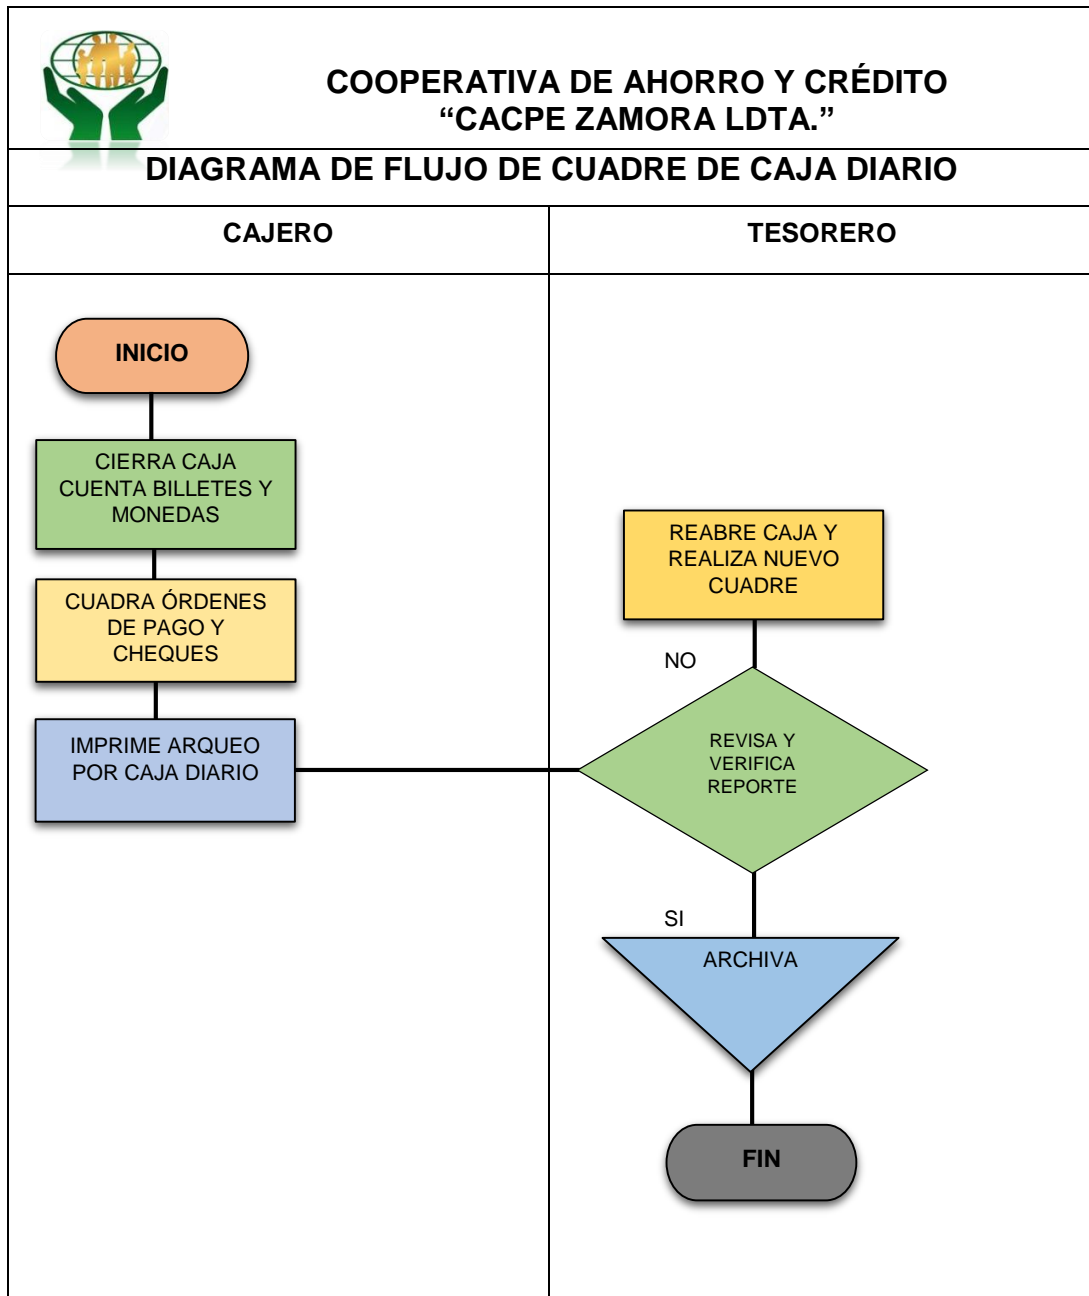 COOPERATIVA DE AHORRO Y CRÉDITO
“CACPE ZAMORA LDTA.”
DIAGRAMA DE FLUJO DE CUADRE DE CAJA DIARIO
CAJERO
TESORERO
INICIO
CIERRA CAJA
CUENTA BILLETES Y
MONEDAS
CUADRA ÓRDENES
DE PAGO Y
CHEQUES
IMPRIME ARQUEO
POR CAJA DIARIO
REABRE CAJA Y
REALIZA NUEVO
CUADRE
NO
REVISA Y
VERIFICA
REPORTE
SI
ARCHIVA
FIN